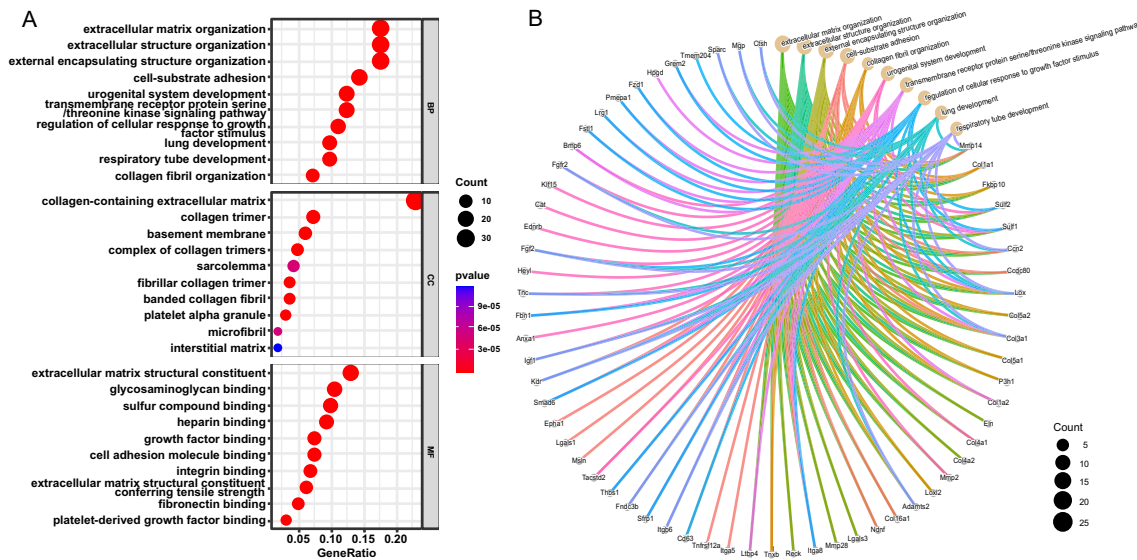 A
extracellular matrix organization
extracellular structure organization
external encapsulating structure organization
cell-substrate adhesion
urogenital system development
transmembrane receptor protein serine
/threonine kinase signaling pathway
regulation of cellular response to growth
factor stimulus
lung development
respiratory tube development
collagen fibril organization
BP
collagen-containing extracellular matrix
collagen trimer
basement membrane
complex of collagen trimers
sarcolemma
fibrillar collagen trimer
banded collagen fibril
platelet alpha granule
microfibril
interstitial matrix
CC
extracellular matrix structural constituent
glycosaminoglycan binding
sulfur compound binding
heparin binding
growth factor binding
cell adhesion molecule binding
integrin binding
extracellular matrix structural constituent
conferring tensile strength
fibronectin binding
platelet-derived growth factor binding
MF
0.05 0.10 0.15 0.20
GeneRatio
Count
10
20
30
pvalue
9e-05
6e-05
3e-05
B
extracellular matrix organization
extracellular structure organization
external encapsulating structure organization
cell-substrate adhesion
collagen fibril organization
urogenital system development
transmembrane receptor protein serine/threonine kinase signaling pathway
regulation of cellular response to growth factor stimulus
lung development
respiratory tube development
Mmp14
Col1a1
Fkbp10
Sulf2
Sulf1
Ccn2
Ccdc80
Lox
Col5a2
Col3a1
Col5a1
P3h1
Col1a2
Eln
Col4a1
Col4a2
Mmp2
Loxl2
Adamts2
Col16a1
Ndnf
Lgals3
Mmp28
Itga8
Reck
Tnxb
Ltbp4
Itga5
Tnfrsf12a
Cd63
Itgb6
Sfrp1
Fndc3b
Thbs1
Tacstd2
Msln
Lgals1
Epha1
Smad6
Kdr
Igf1
Anxa1
Fbn1
Tnc
Heyl
Fgf2
Ednrb
Cat
Klf15
Fgfr2
Bmp6
Fstl1
Lrg1
Pmepa1
Fzd1
Hpgd
Grem2
Tmem204
Sparc
Mgp
Ctsh
Count
5
10
15
20
25